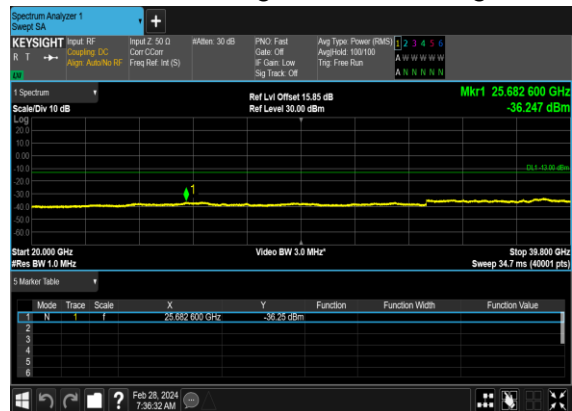 Spectrum Analyzer 1
Swept SA
+
KEYSIGHT Input: RF Input Z: 50 Ω #Atten: 30 dB PNO: Fast Avg Type: Power (RMS) 1 2 3 4 5 6
R T Coupling: DC Corr CCorr Gate: Off Avg|Hold: 100/100 A W W W W W
Align: Auto/No RF Freq Ref: Int (S) IF Gain: Low Trig: Free Run
LXI Sig Track: Off A N N N N N
1 Spectrum Ref Lvl Offset 15.85 dB Mkr1 25.682 600 GHz
Scale/Div 10 dB Ref Level 30.00 dBm -36.247 dBm
Log
20.0
10.0
0.00
-10.0 DL1 -13.00 dBm
-20.0
1
-30.0
-40.0
-50.0
-60.0
Start 20.000 GHz Video BW 3.0 MHz* Stop 39.800 GHz
#Res BW 1.0 MHz Sweep 34.7 ms (40001 pts)
5 Marker Table
Mode Trace Scale X Y Function Function Width Function Value
1 N 1 f 25.682 600 GHz -36.25 dBm
2
3
4
5
6
? Feb 28, 2024
7:36:32 AM